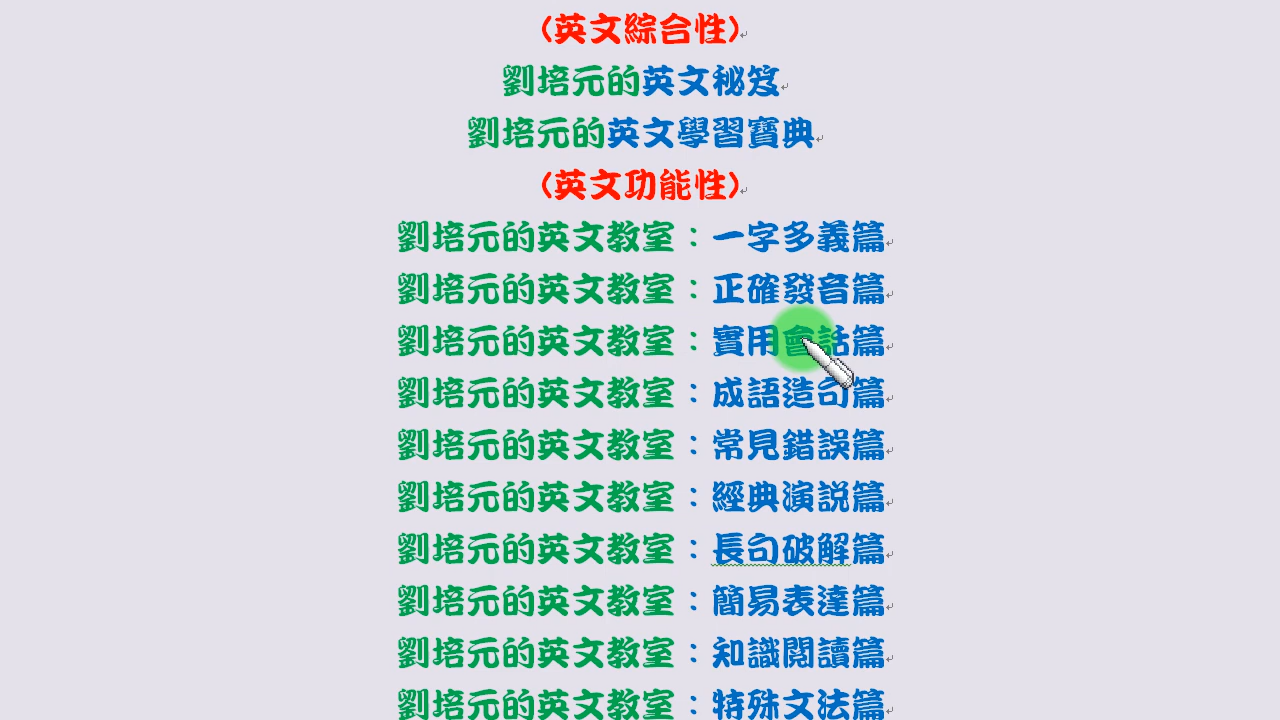 (英文綜合性)
劉培元的英文秘笈
劉培元的英文學習寶典
(英文功能性)
劉培元的英文教室：一字多義篇
劉培元的英文教室：正確發音篇
劉培元的英文教室：實用會話篇
劉培元的英文教室：成語造句篇
劉培元的英文教室：常見錯誤篇
劉培元的英文教室：經典演說篇
劉培元的英文教室：長句破解篇
劉培元的英文教室：簡易表達篇
劉培元的英文教室：知識閱讀篇
劉培元的英文教室：特殊文法篇